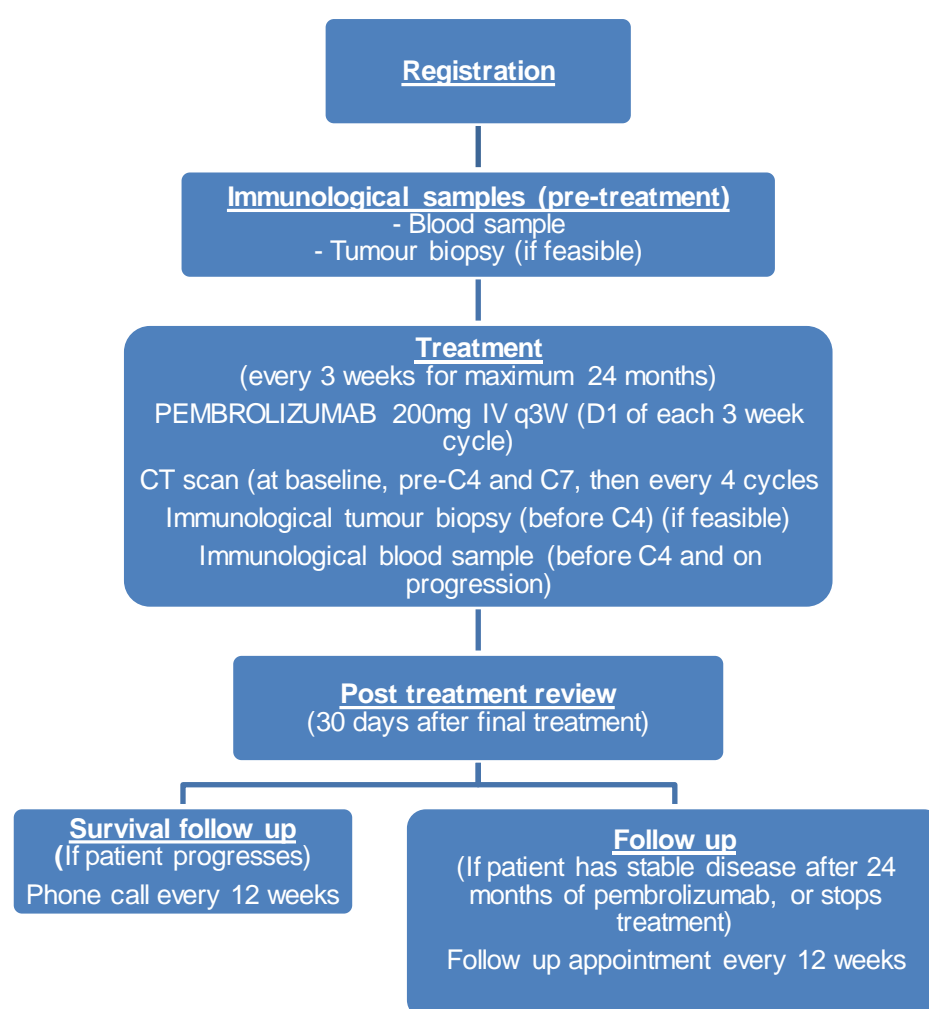 Registration
Immunological samples (pre-treatment)
- Blood sample
- Tumour biopsy (if feasible)
Treatment
(every 3 weeks for maximum 24 months)
PEMBROLIZUMAB 200mg IV q3W (D1 of each 3 week
cycle)
CT scan (at baseline, pre-C4 and C7, then every 4 cycles
Immunological tumour biopsy (before C4) (if feasible)
Immunological blood sample (before C4 and on
progression)
Post treatment review
(30 days after final treatment)
Survival follow up
(If patient progresses)
Phone call every 12 weeks
Follow up
(If patient has stable disease after 24
months of pembrolizumab, or stops
treatment)
Follow up appointment every 12 weeks